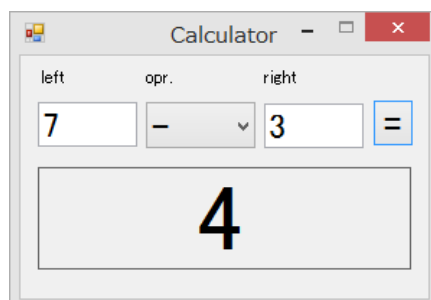 Calculator
left opr. right
7 − 3 =
4